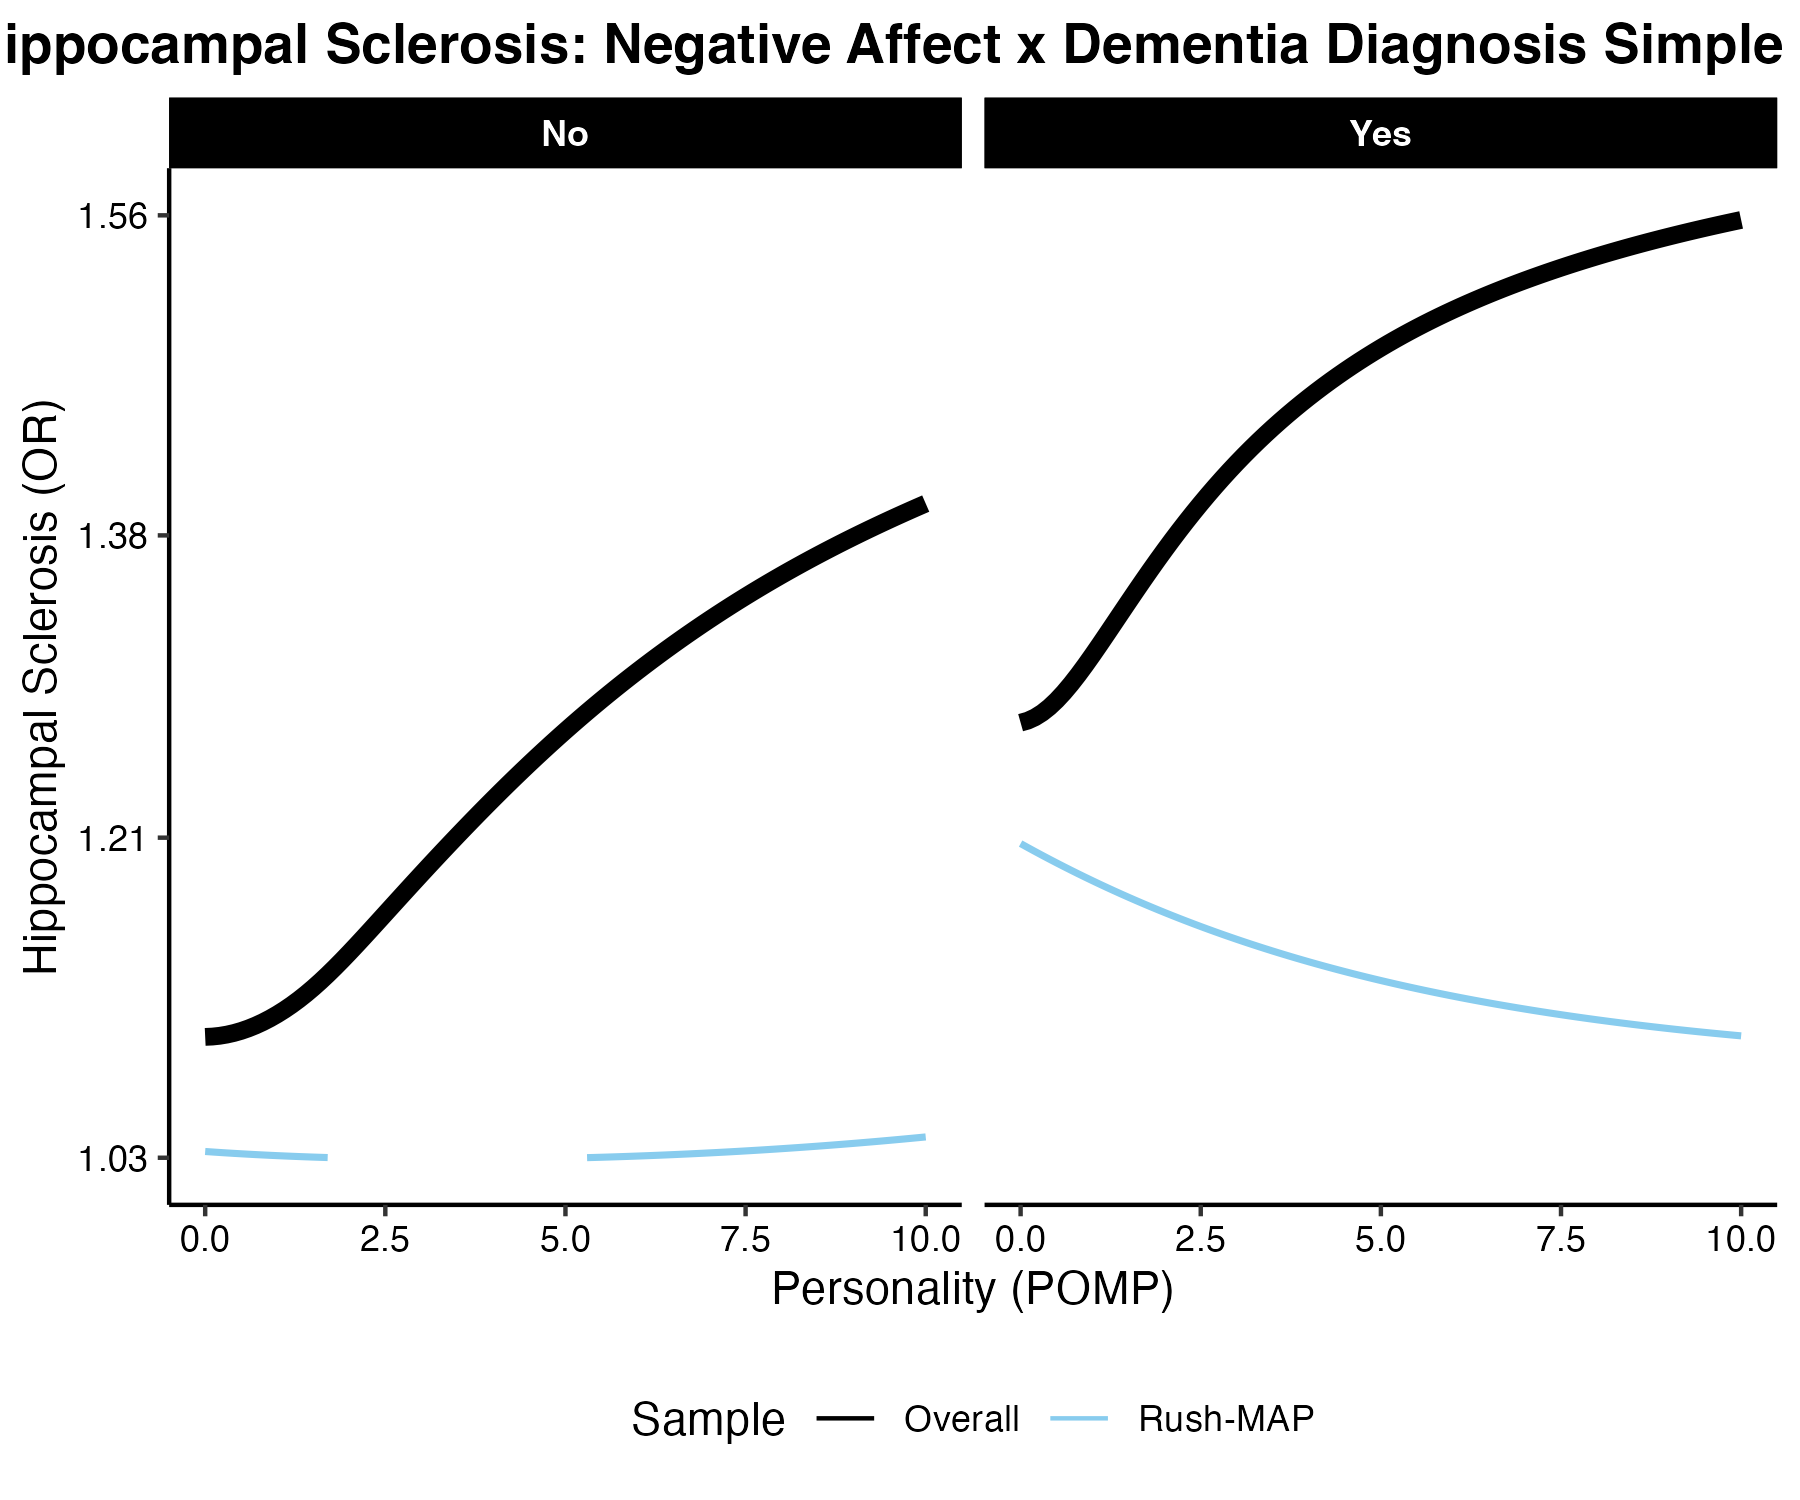 ippocampal Sclerosis: Negative Affect x Dementia Diagnosis Simple
No
Yes
Hippocampal Sclerosis (OR)
1.56
1.38
1.21
1.03
0.0 2.5 5.0 7.5 10.0
0.0 2.5 5.0 7.5 10.0
Personality (POMP)
Sample Overall Rush-MAP